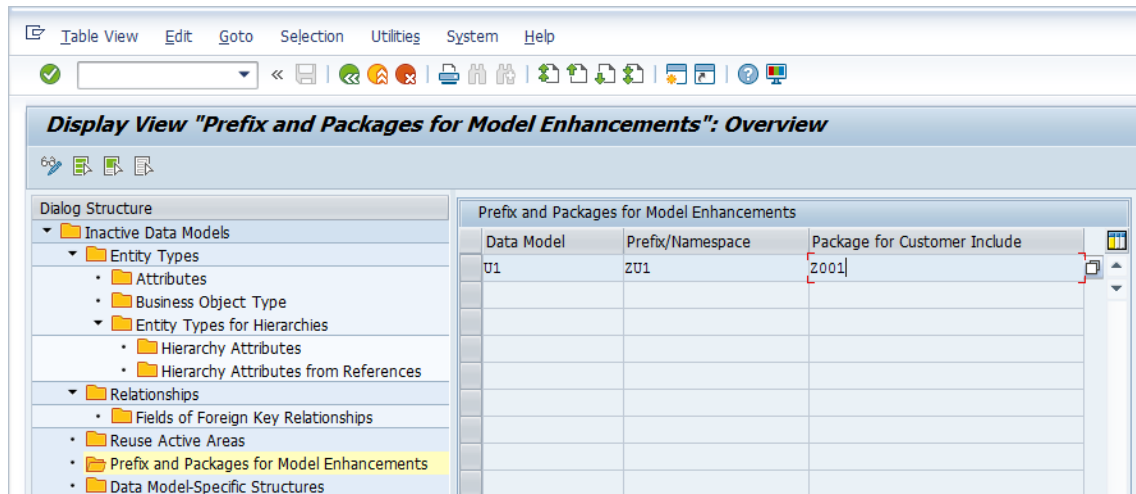 Table View Edit Goto Selection Utilities System Help
Display View "Prefix and Packages for Model Enhancements": Overview
Dialog Structure
Inactive Data Models
Entity Types
Attributes
Business Object Type
Entity Types for Hierarchies
Hierarchy Attributes
Hierarchy Attributes from References
Relationships
Fields of Foreign Key Relationships
Reuse Active Areas
Prefix and Packages for Model Enhancements
Data Model-Specific Structures
Prefix and Packages for Model Enhancements
Data Model Prefix/Namespace Package for Customer Include
U1 ZU1 Z001